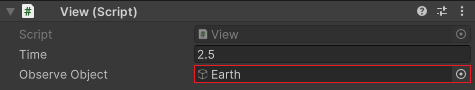 View (Script)
Script View
Time 2.5
Observe Object Earth